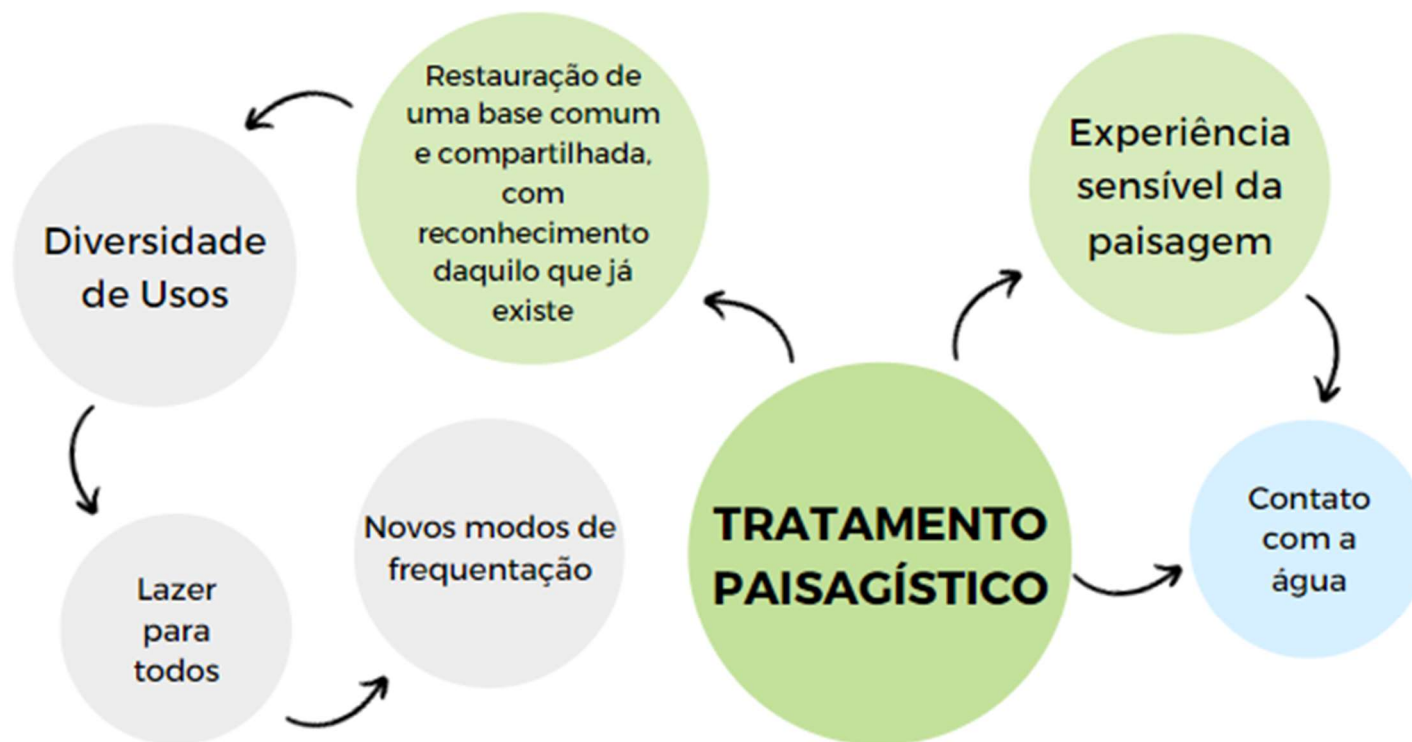 Restauração de
uma base comum
e compartilhada,
com
reconhecimento
daquilo que já
existe
Experiência
sensível da
paisagem
Diversidade
de Usos
Novos modos de
frequentação
TRATAMENTO
PAISAGÍSTICO
Contato
com a
água
Lazer
para
todos